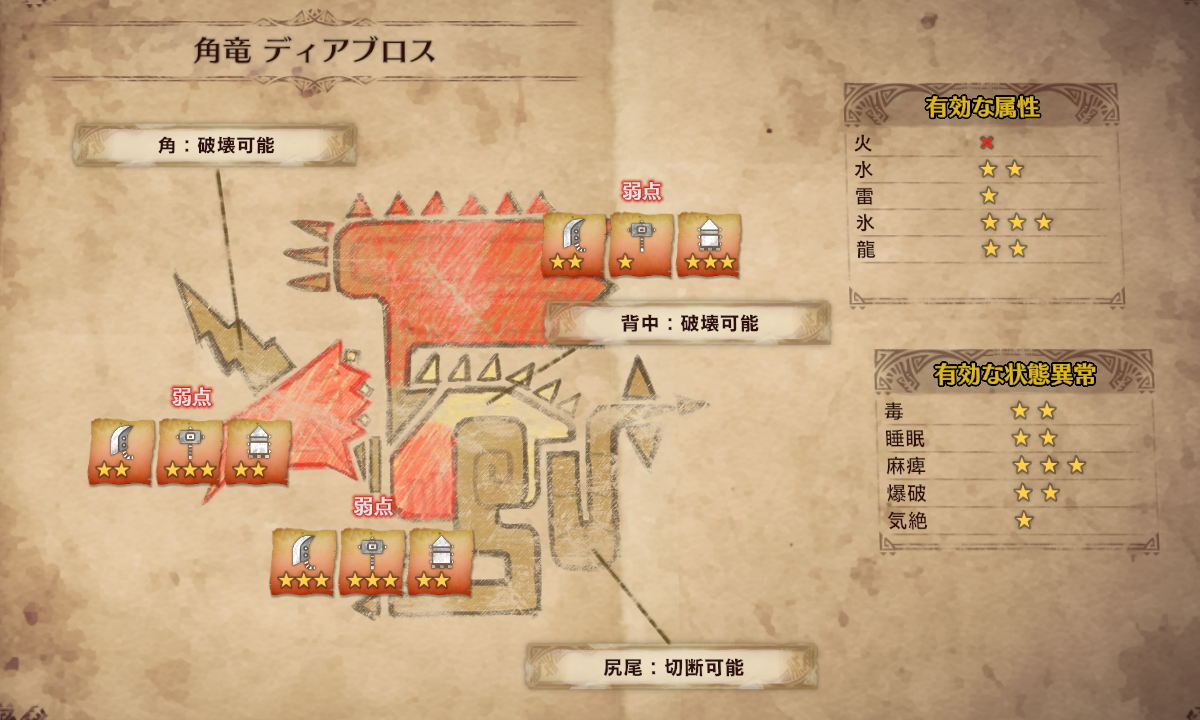 角竜 ディアブロス
角：破壊可能
弱点
背中：破壊可能
弱点
弱点
尻尾：切断可能
有効な属性
火 ×
水 ★★
雷 ★
氷 ★★★
龍 ★★
有効な状態異常
毒 ★★
睡眠 ★★
麻痺 ★★★
爆破 ★★
気絶 ★